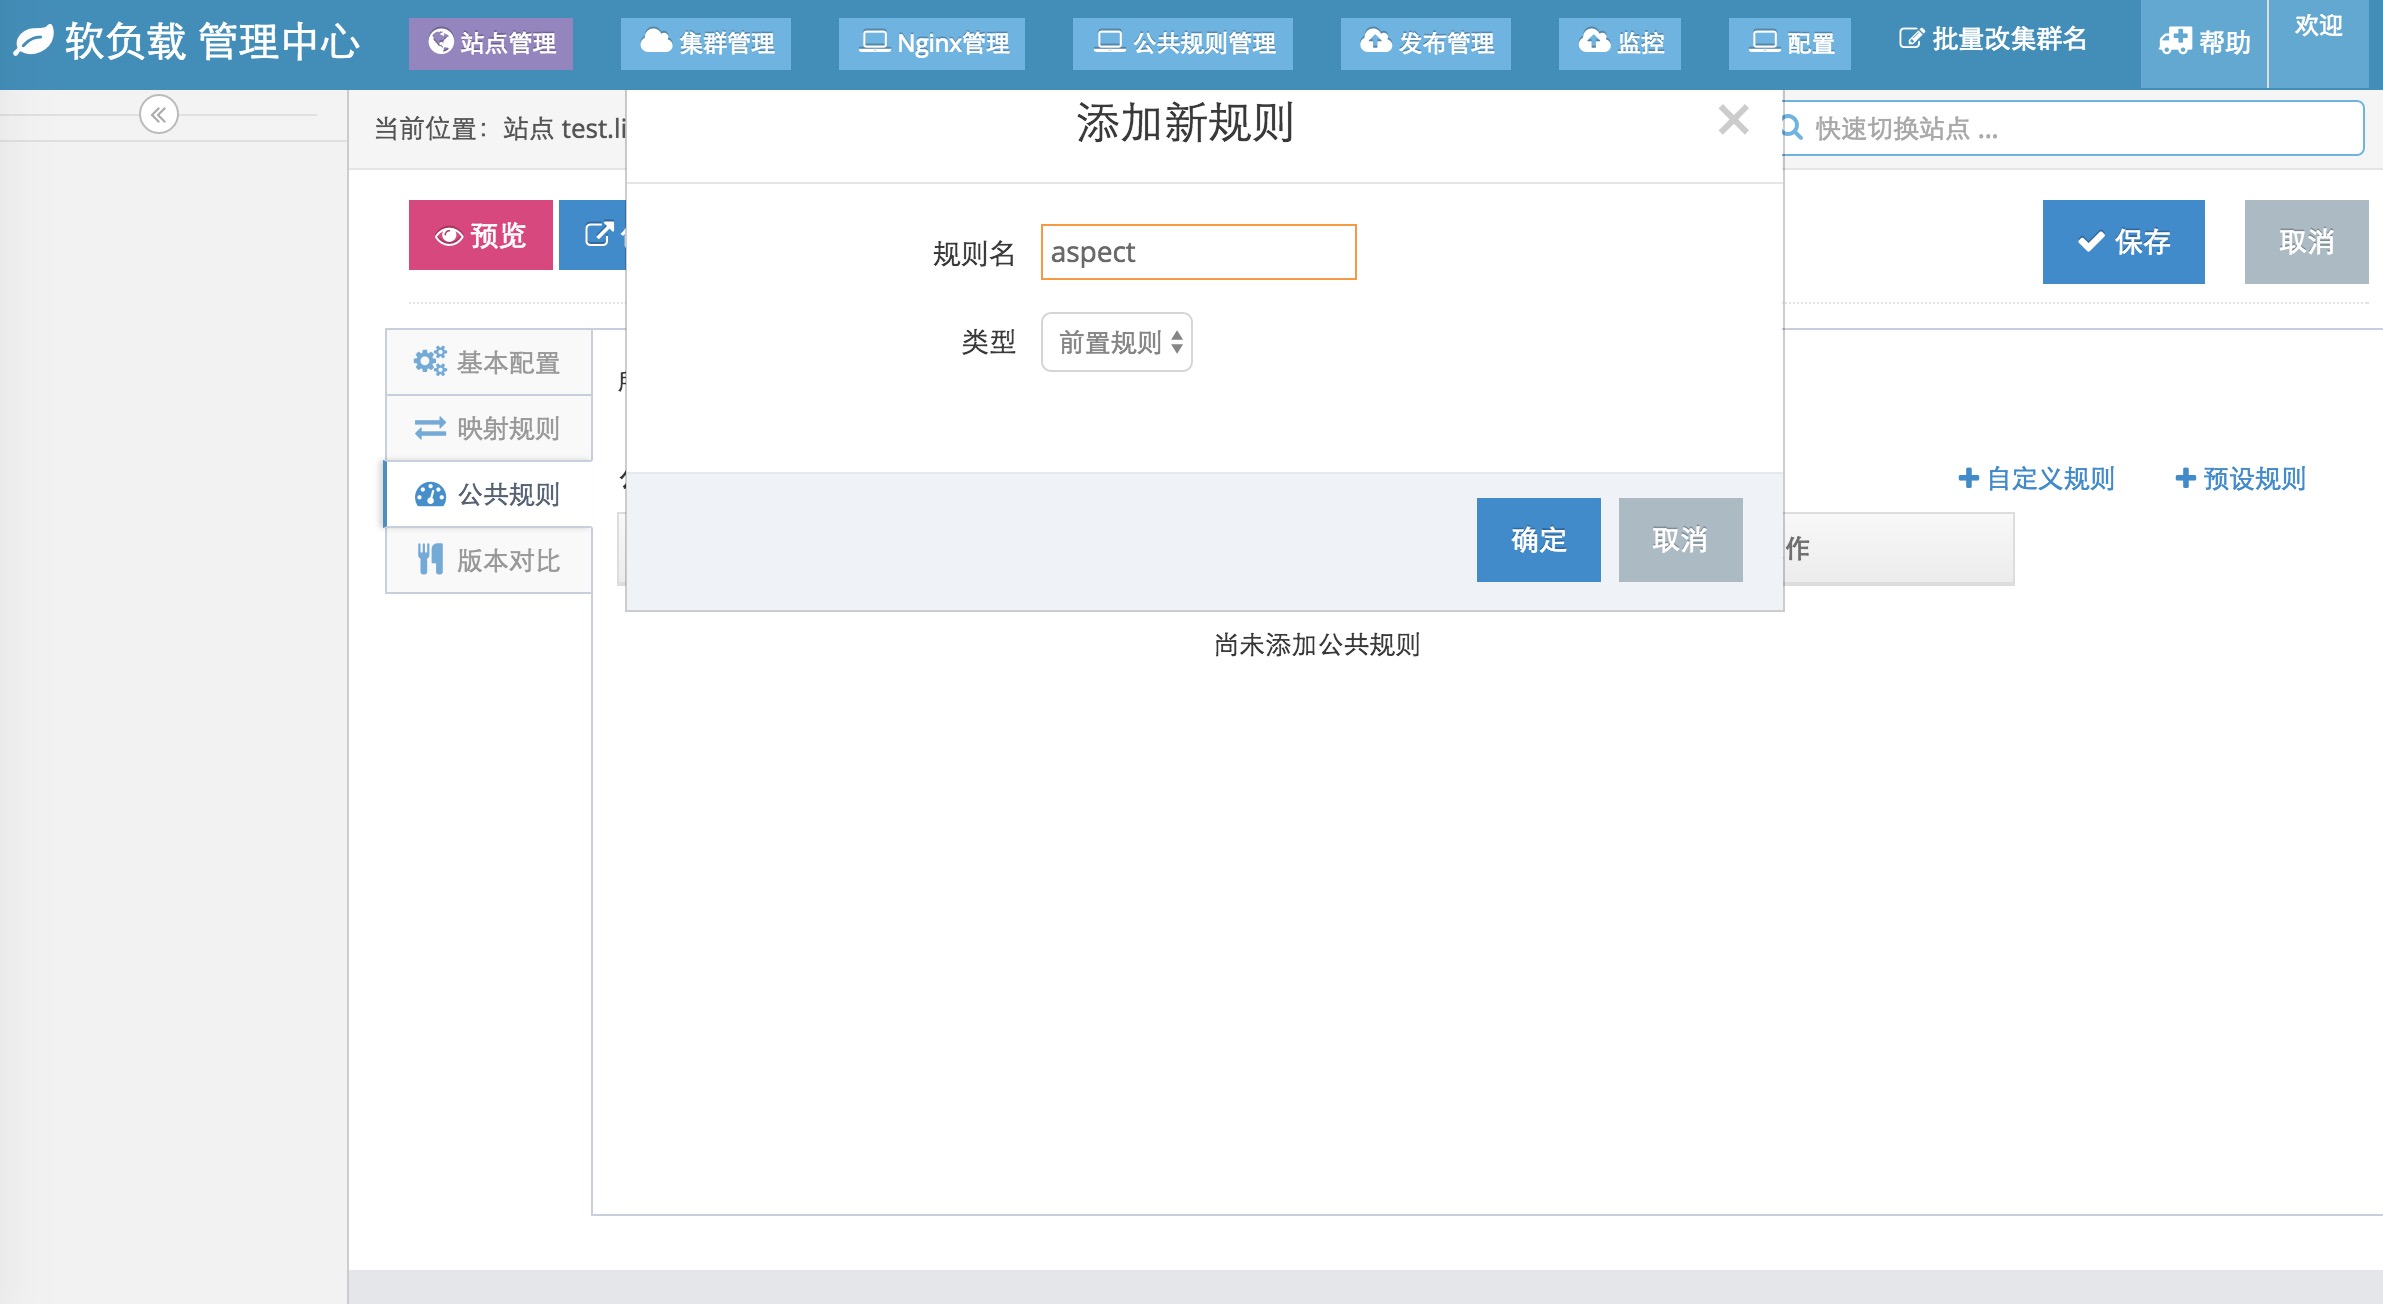 软负载 管理中心
站点管理
集群管理
Nginx管理
公共规则管理
发布管理
监控
配置
批量改集群名
帮助
欢迎
当前位置：站点 test.li
添加新规则
快速切换站点 ...
预览
规则名
aspect
保存
取消
类型
前置规则
基本配置
映射规则
公共规则
版本对比
自定义规则
预设规则
确定
取消
作
尚未添加公共规则